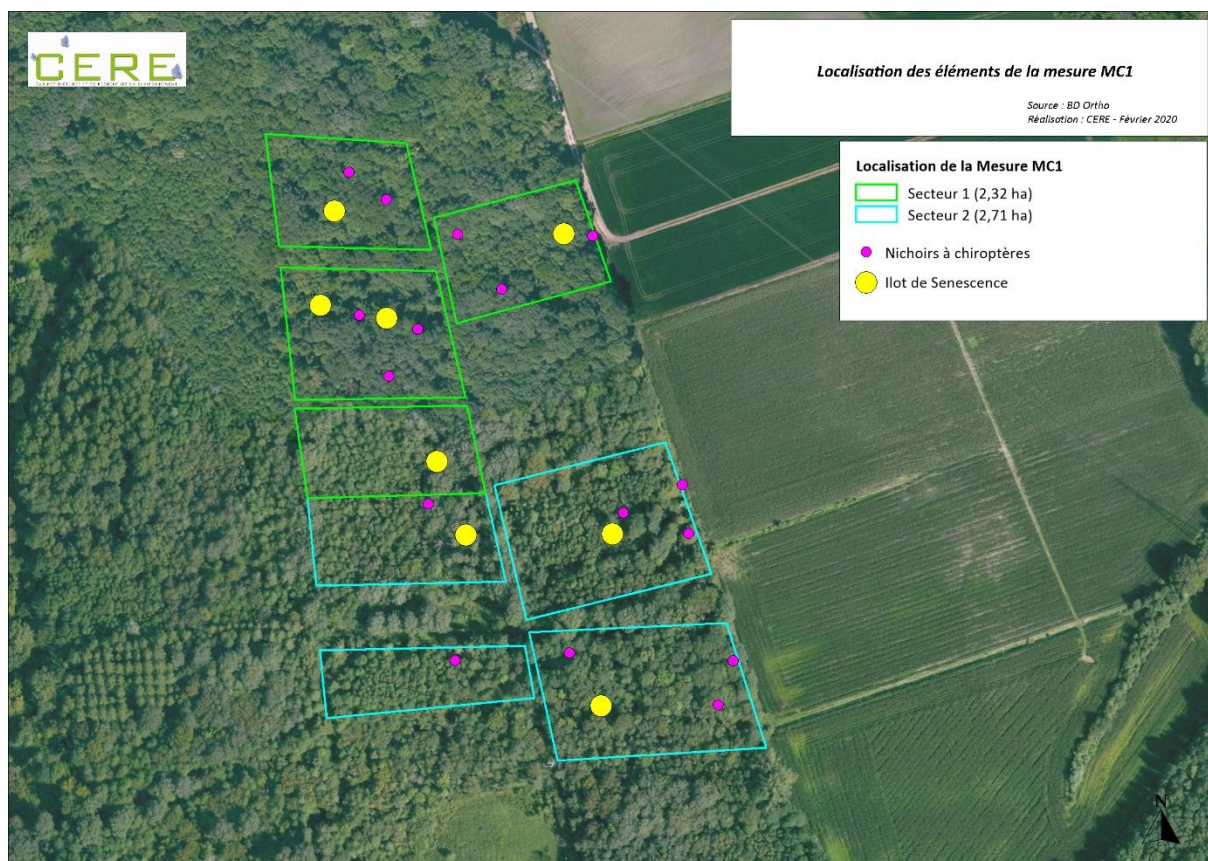 CERE
Localisation des éléments de la mesure MC1
Source : BD Ortho
Réalisation : CERE - Février 2020
Localisation de la Mesure MC1
Secteur 1 (2,32 ha)
Secteur 2 (2,71 ha)
Nichoirs à chiroptères
Ilot de Senescence
N